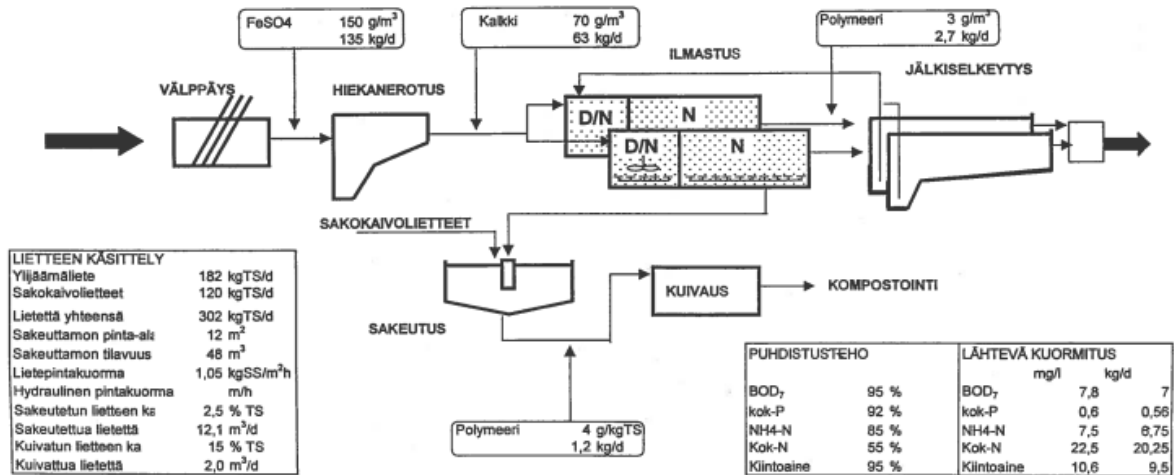 FeSO4 150 g/m³
135 kg/d
Kalkki 70 g/m³
63 kg/d
Polymeeri 3 g/m³
2,7 kg/d
ILMASTUS
JÄLKISELKEYTYS
VÄLPPÄYS
HIEKANEROTUS
D/N N
D/N N
SAKOKAIVOLIETTEET
SAKEUTUS
KUIVAUS
KOMPOSTOINTI
LIETTEEN KÄSITTELY
Ylijäämäliete 182 kgTS/d
Sakokaivolietteet 120 kgTS/d
Lietettä yhteensä 302 kgTS/d
Sakeuttamon pinta-ala 12 m²
Sakeuttamon tilavuus 48 m³
Lietepintakuorma 1,05 kgSS/m²h
Hydraulinen pintakuorma m/h
Sakeutetun lietteen ka 2,5 % TS
Sakeutettua lietettä 12,1 m³/d
Kuivatun lietteen ka 15 % TS
Kuivattua lietettä 2,0 m³/d
Polymeeri 4 g/kgTS
1,2 kg/d
PUHDISTUSTEHO
BOD₇ 95 %
kok-P 92 %
NH4-N 85 %
Kok-N 55 %
Kiintoaine 95 %
LÄHTEVÄ KUORMITUS
mg/l kg/d
BOD₇ 7,8 7
kok-P 0,6 0,56
NH4-N 7,5 6,75
Kok-N 22,5 20,25
Kiintoaine 10,6 9,5